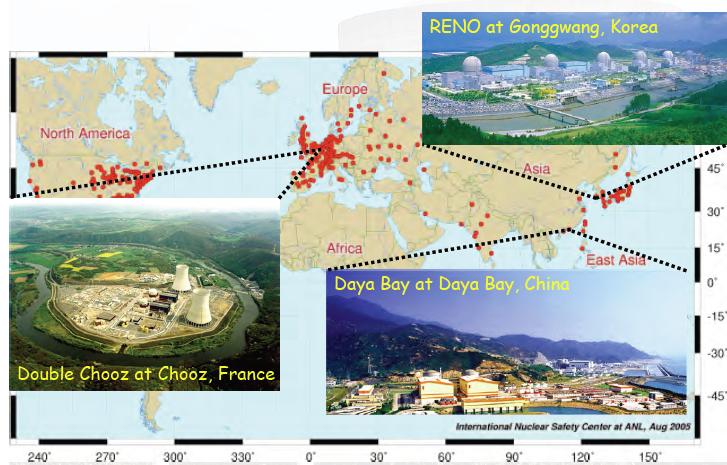 RENO at Gonggwang, Korea
Europe
North America
Asia
45°
30°
Africa
East Asia
0°
Daya Bay at Daya Bay, China
-15°
-30°
Double Chooz at Chooz, France
-45°
International Nuclear Safety Center at ANL, Aug 2005
240° 270° 300° 330° 0° 30° 60° 90° 120° 150°